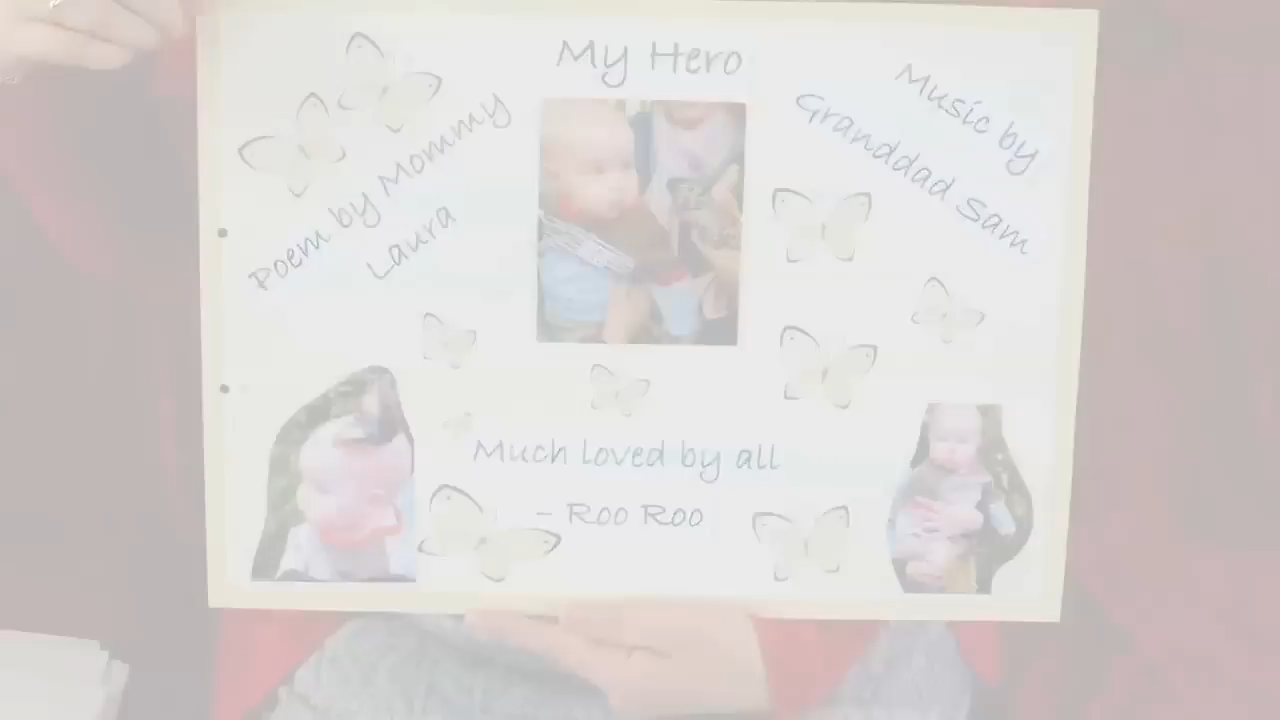 My Hero
Poem by Mommy
Laura
Music by
Granddad Sam
Much loved by all
- Roo Roo